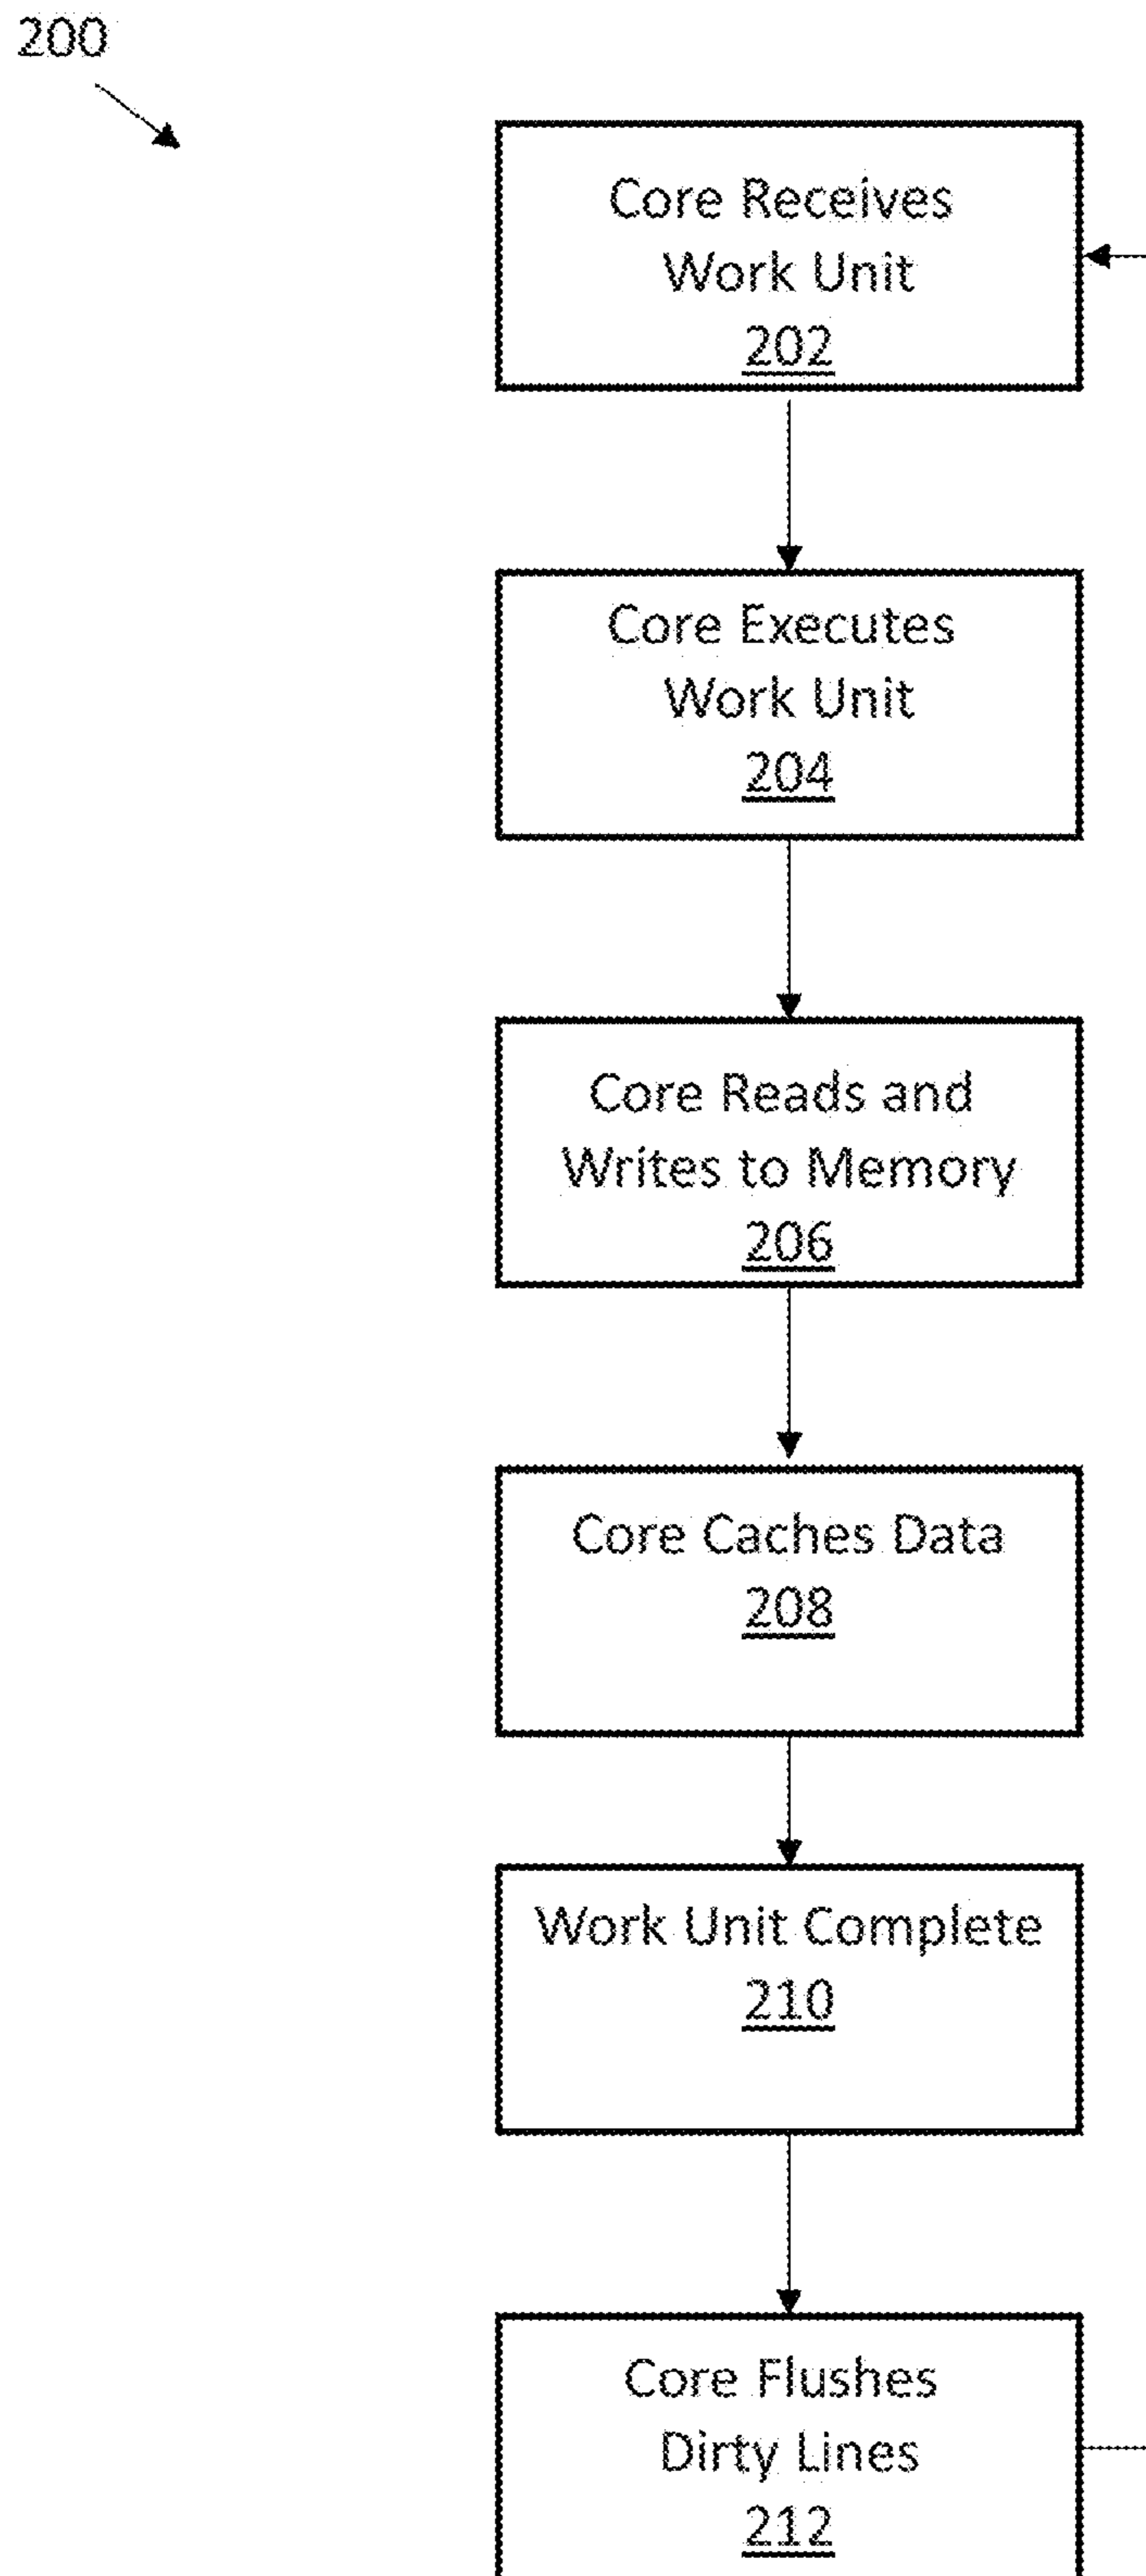 200
Core Receives
Work Unit
202
Core Executes
Work Unit
204
Core Reads and
Writes to Memory
206
Core Caches Data
208
Work Unit Complete
210
Core Flushes
Dirty Lines
212